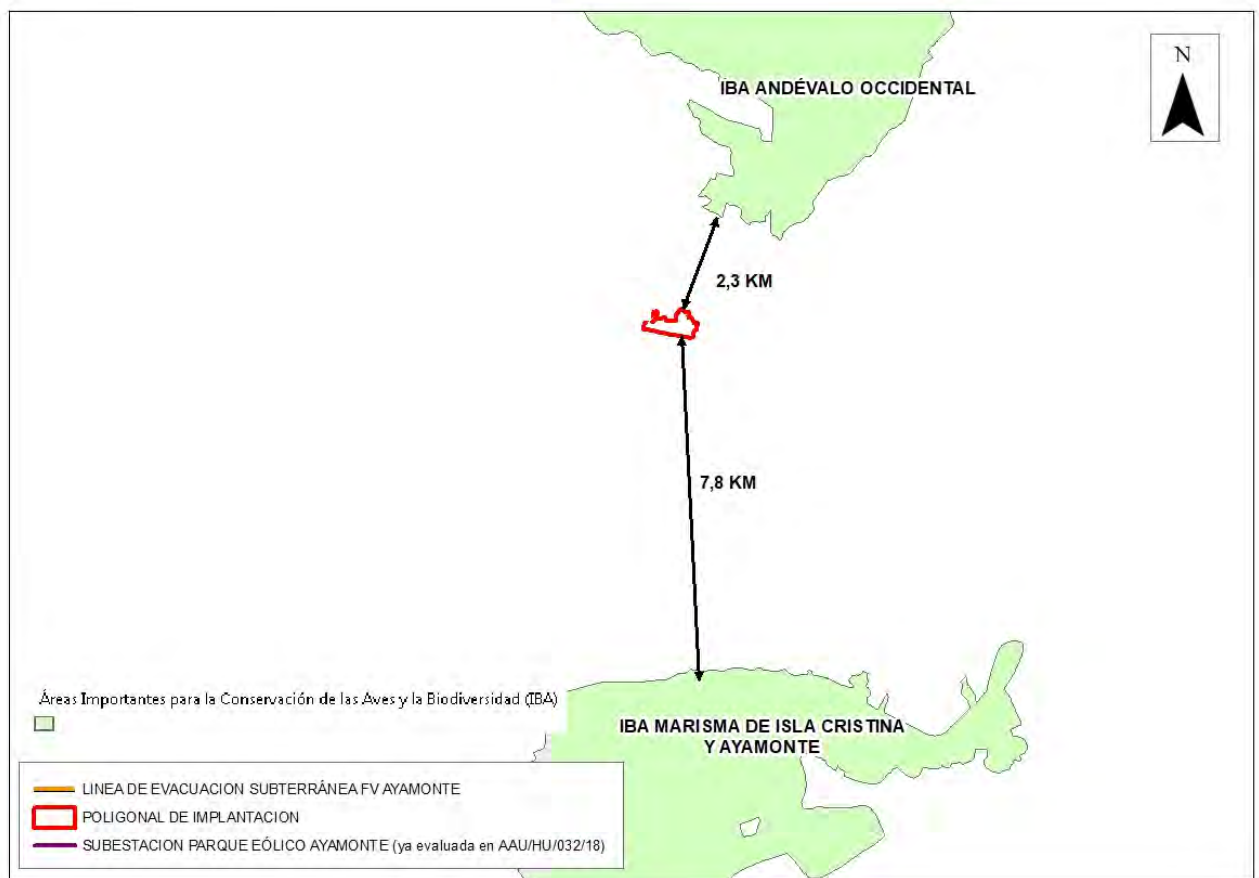 N
IBA ANDÉVALO OCCIDENTAL
2,3 KM
7,8 KM
Áreas Importantes para la Conservación de las Aves y la Biodiversidad (IBA)
IBA MARISMA DE ISLA CRISTINA
Y AYAMONTE
LINEA DE EVACUACION SUBTERRÁNEA FV AYAMONTE
POLIGONAL DE IMPLANTACION
SUBESTACION PARQUE EÓLICO AYAMONTE (ya evaluada en AAU/HU/032/18)